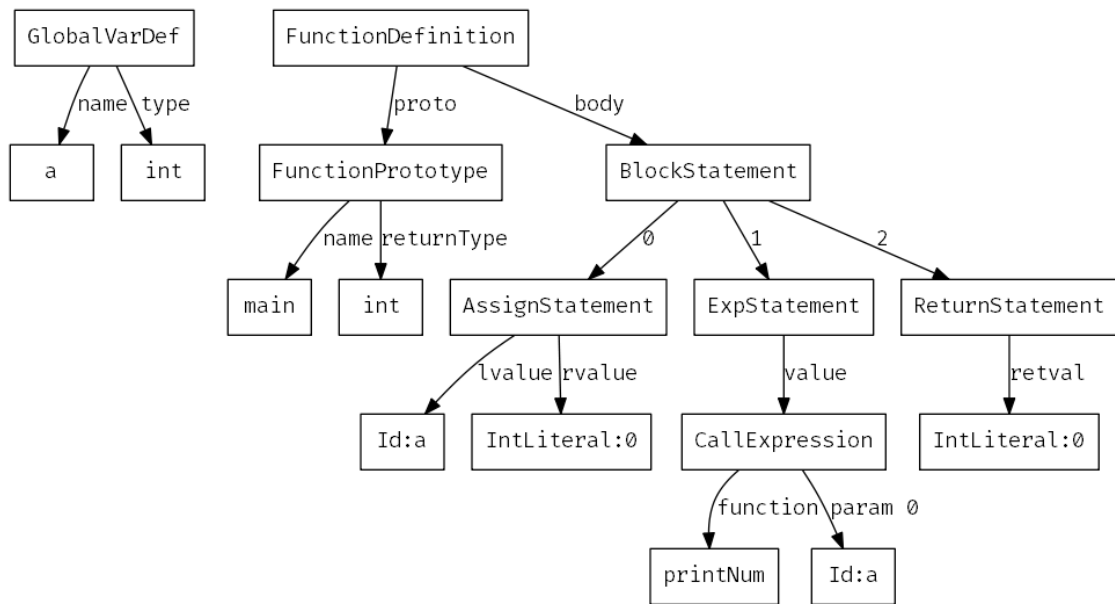 GlobalVarDef FunctionDefinition
name type proto body
a int FunctionPrototype BlockStatement
name returnType 0 1 2
main int AssignStatement ExpStatement ReturnStatement
lvalue rvalue value retval
Id:a IntLiteral:0 CallExpression IntLiteral:0
function param 0
printNum Id:a